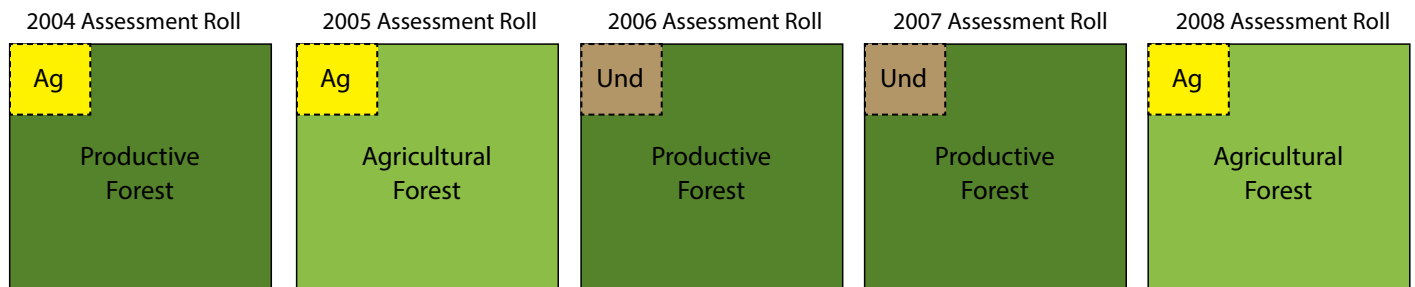 2004 Assessment Roll
Ag
Productive
Forest
2005 Assessment Roll
Ag
Agricultural
Forest
2006 Assessment Roll
Und
Productive
Forest
2007 Assessment Roll
Und
Productive
Forest
2008 Assessment Roll
Ag
Agricultural
Forest